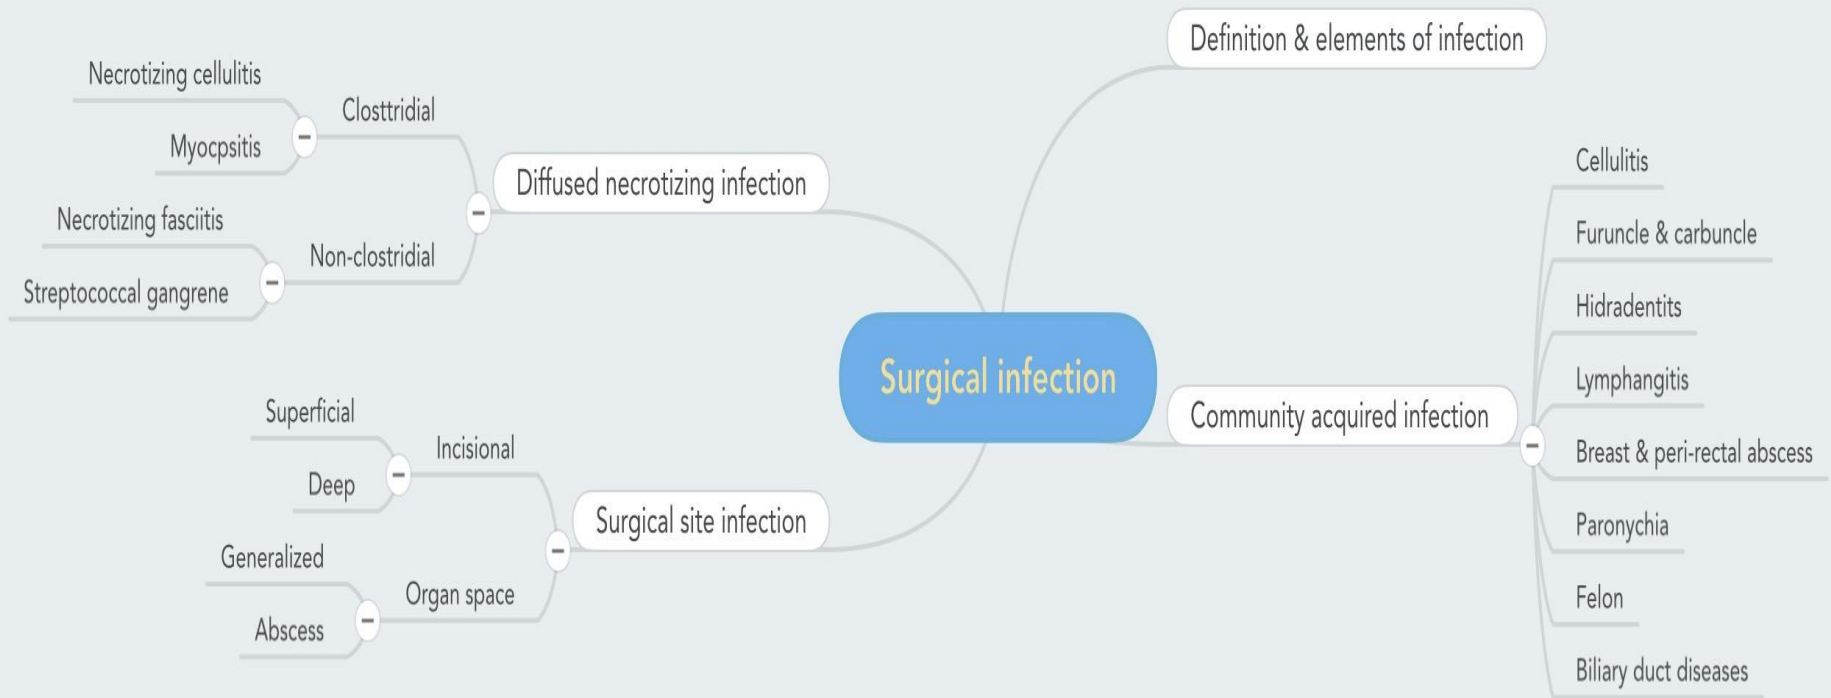 Surgical infection
Definition & elements of infection
Community acquired infection
Cellulitis
Furuncle & carbuncle
Hidradentits
Lymphangitis
Breast & peri-rectal abscess
Paronychia
Felon
Biliary duct diseases
Diffused necrotizing infection
Closttridial
Necrotizing cellulitis
Myocpsitis
Non-clostridial
Necrotizing fasciitis
Streptococcal gangrene
Surgical site infection
Incisional
Superficial
Deep
Organ space
Generalized
Abscess